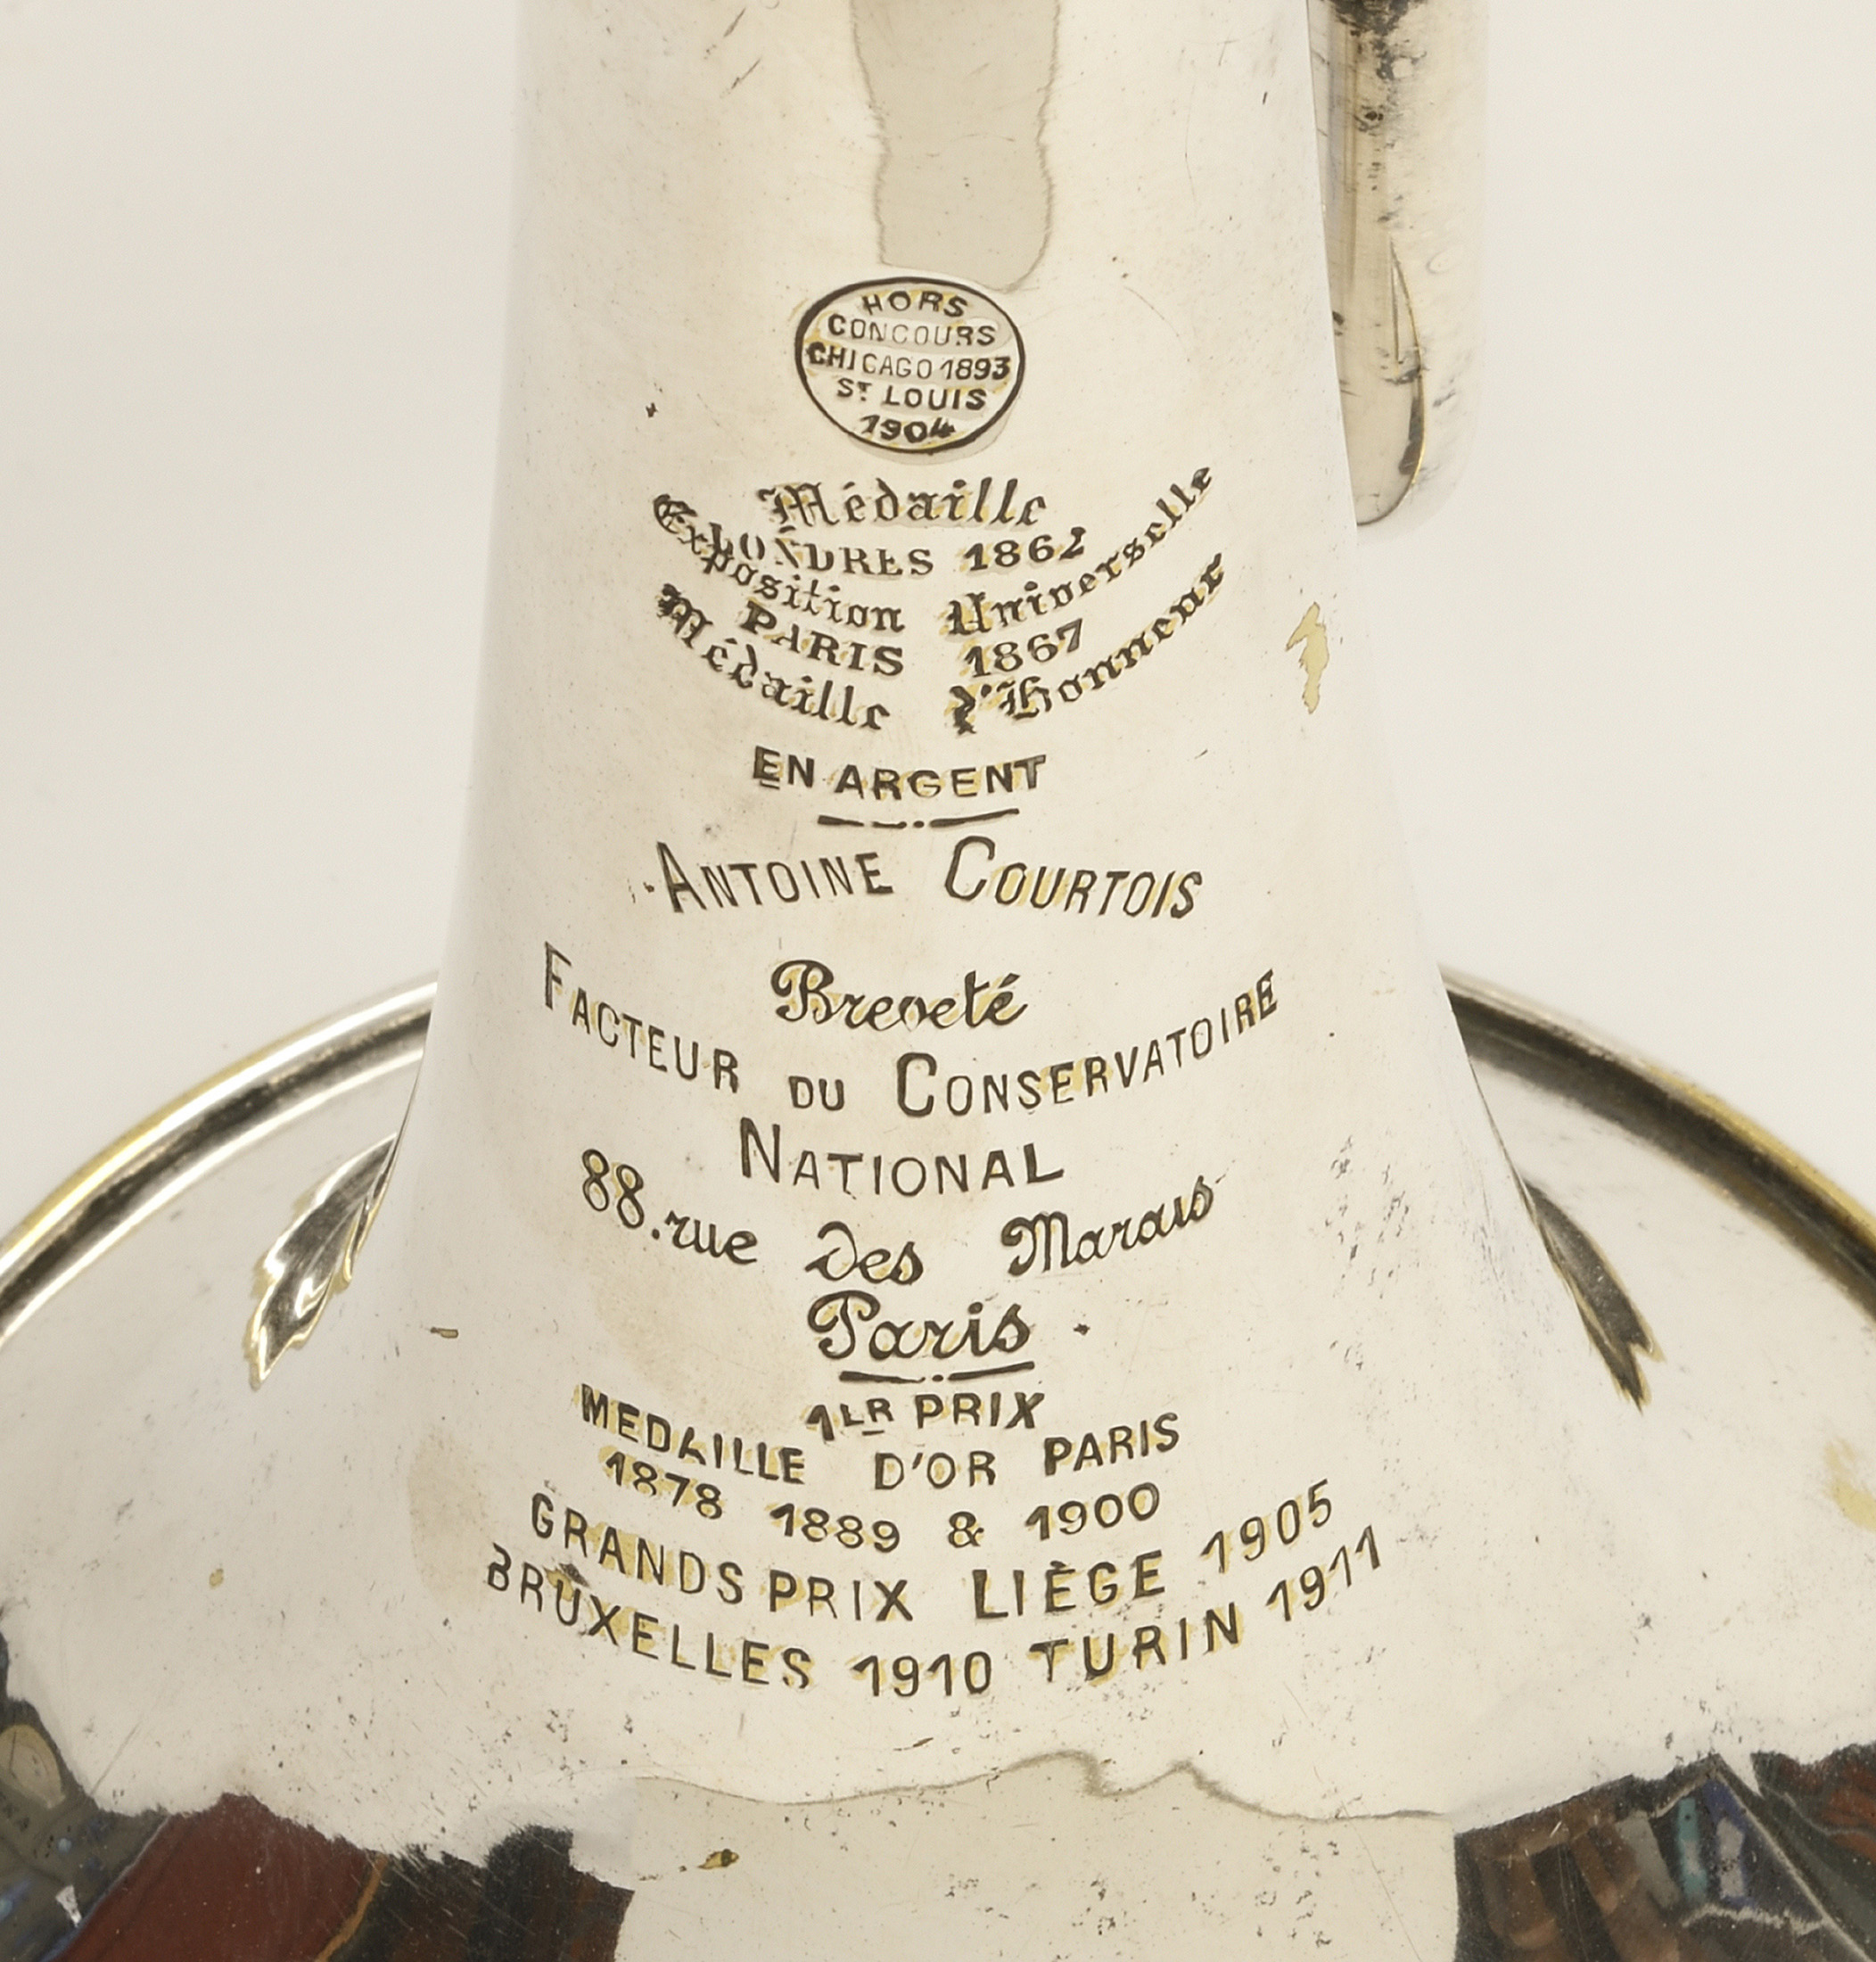 HORS
CONCOURS
CHICAGO 1893
ST LOUIS
1904
Médaille
LONDRES 1862
Exposition Universelle
PARIS 1867
Médaille d'Honneur
EN ARGENT
ANTOINE COURTOIS
Breveté
FACTEUR DU CONSERVATOIRE
NATIONAL
88. rue des Marais
Paris
1ER PRIX
MEDAILLE D'OR PARIS
1878 1889 & 1900
GRANDS PRIX LIÈGE 1905
BRUXELLES 1910 TURIN 1911